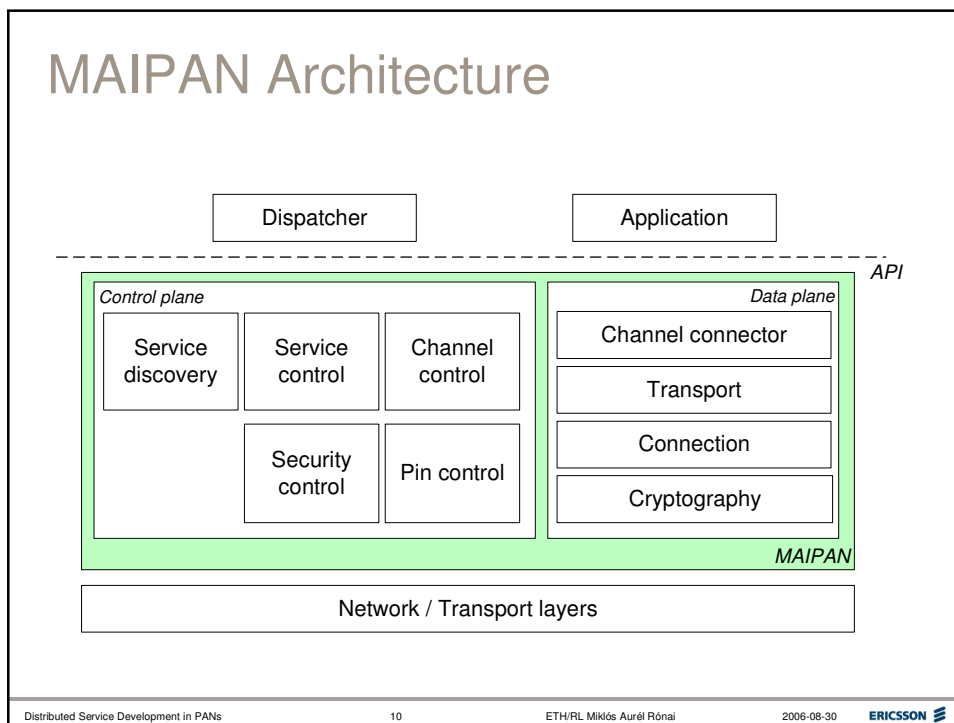 MAIPAN Architecture
Dispatcher
Application
API
Control plane
Service
discovery
Service
control
Channel
control
Security
control
Pin control
Data plane
Channel connector
Transport
Connection
Cryptography
MAIPAN
Network / Transport layers
Distributed Service Development in PANs
10
ETH/RL Miklós Aurél Rónai
2006-08-30
ERICSSON